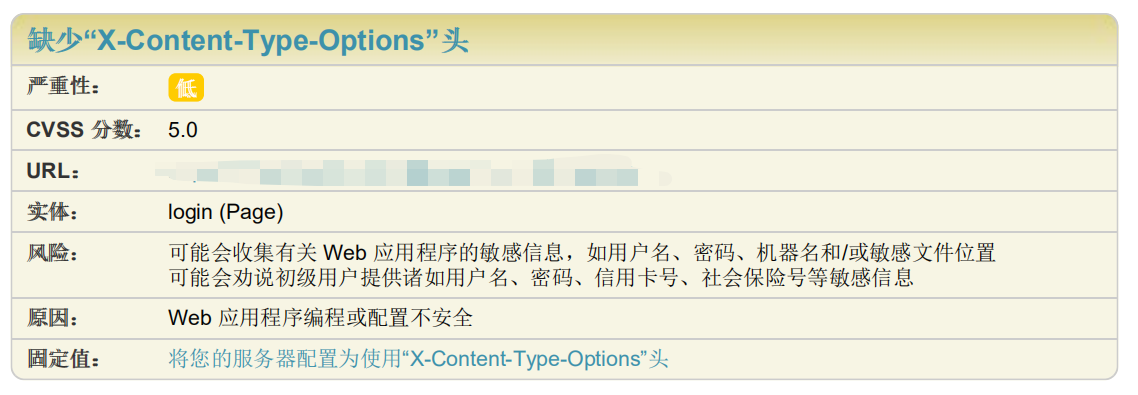 缺少“X-Content-Type-Options”头
严重性： 低
CVSS 分数： 5.0
URL：
实体： login (Page)
风险： 可能会收集有关 Web 应用程序的敏感信息，如用户名、密码、机器名和/或敏感文件位置
可能会劝说初级用户提供诸如用户名、密码、信用卡号、社会保险号等敏感信息
原因： Web 应用程序编程或配置不安全
固定值： 将您的服务器配置为使用“X-Content-Type-Options”头